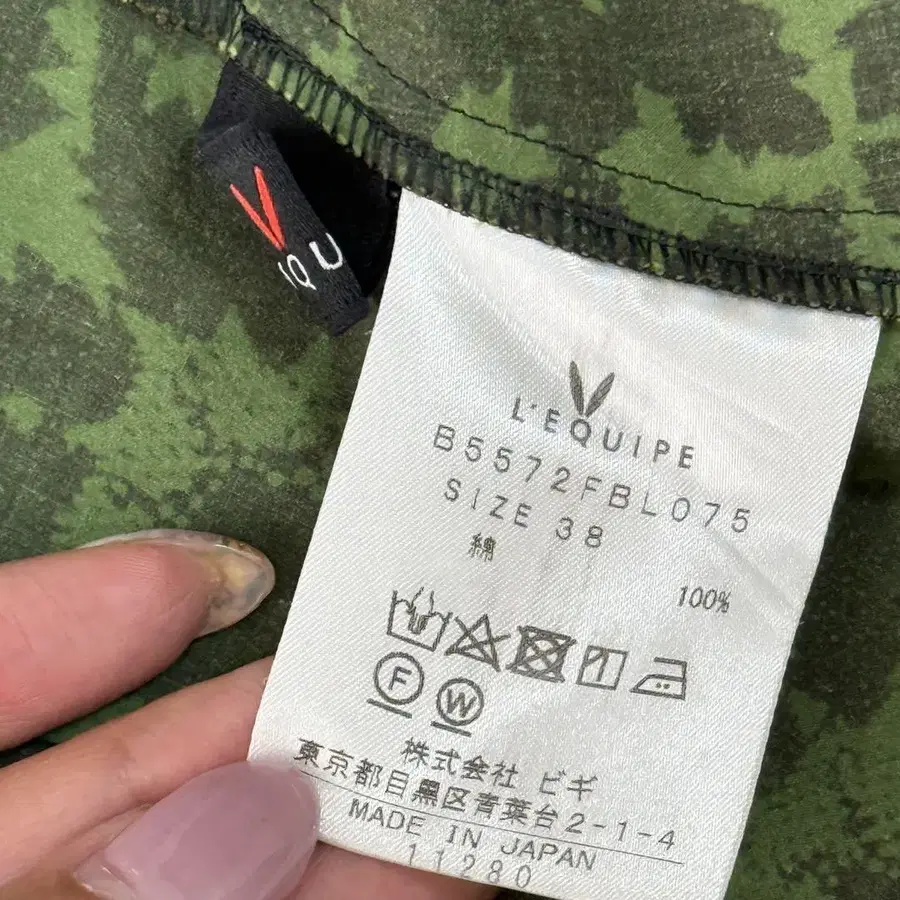 V
IQU
L'EQUIPE
B5572FBL075
SIZE 38
綿 100%
F
W
株式会社 ビギ
東京都目黒区青葉台2-1-4
MADE IN JAPAN
11280